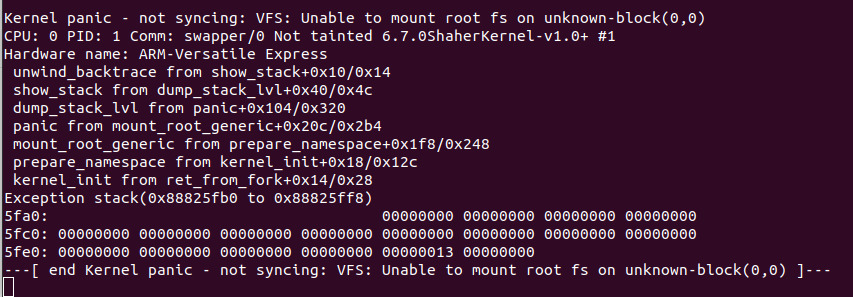 Kernel panic - not syncing: VFS: Unable to mount root fs on unknown-block(0,0)
CPU: 0 PID: 1 Comm: swapper/0 Not tainted 6.7.0ShaherKernel-v1.0+ #1
Hardware name: ARM-Versatile Express
 unwind_backtrace from show_stack+0x10/0x14
 show_stack from dump_stack_lvl+0x40/0x4c
 dump_stack_lvl from panic+0x104/0x320
 panic from mount_root_generic+0x20c/0x2b4
 mount_root_generic from prepare_namespace+0x1f8/0x248
 prepare_namespace from kernel_init+0x18/0x12c
 kernel_init from ret_from_fork+0x14/0x28
Exception stack(0x88825fb0 to 0x88825ff8)
5fa0:                                     00000000 00000000 00000000 00000000
5fc0: 00000000 00000000 00000000 00000000 00000000 00000000 00000000 00000000
5fe0: 00000000 00000000 00000000 00000000 00000013 00000000
---[ end Kernel panic - not syncing: VFS: Unable to mount root fs on unknown-block(0,0) ]---